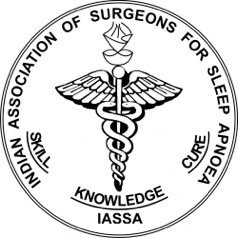 INDIAN ASSOCIATION OF SURGEONS FOR SLEEP APNOEA
SKILL
KNOWLEDGE
CURE
IASSA